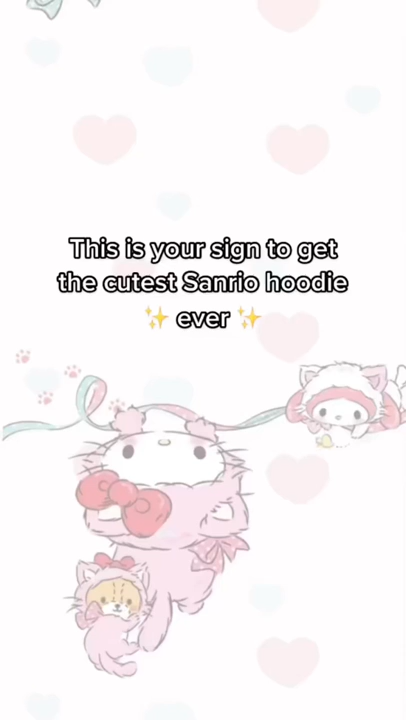 This is your sign to get
the cutest Sanrio hoodie
✨ ever ✨